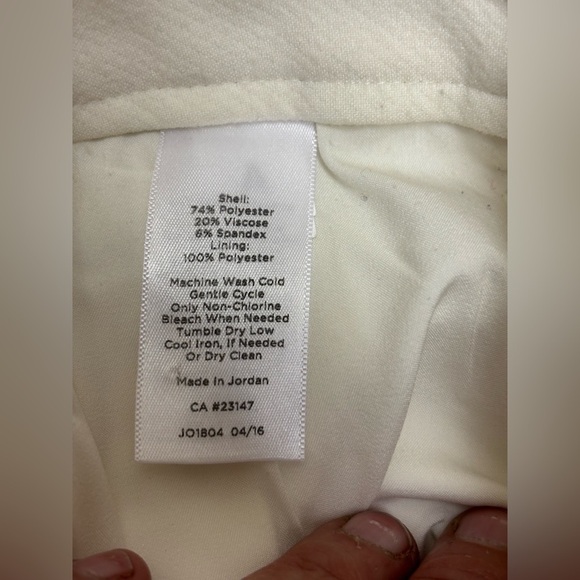 Shell:
74% Polyester
20% Viscose
6% Spandex
Lining:
100% Polyester
Machine Wash Cold
Gentle Cycle
Only Non-Chlorine
Bleach When Needed
Tumble Dry Low
Cool Iron, If Needed
Or Dry Clean
Made In Jordan
CA #23147
JO1804 04/16